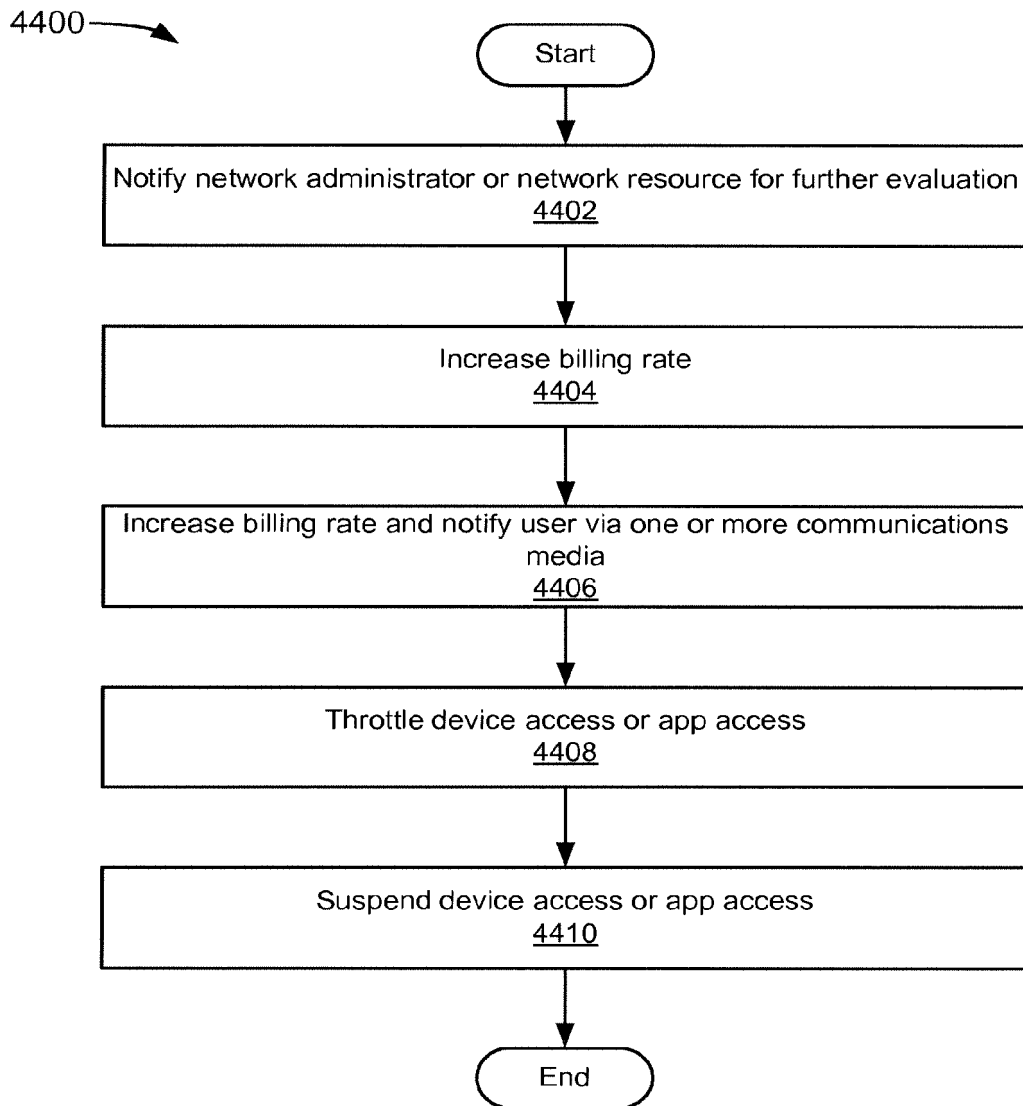 4400
Start
Notify network administrator or network resource for further evaluation
4402
Increase billing rate
4404
Increase billing rate and notify user via one or more communications
media
4406
Throttle device access or app access
4408
Suspend device access or app access
4410
End